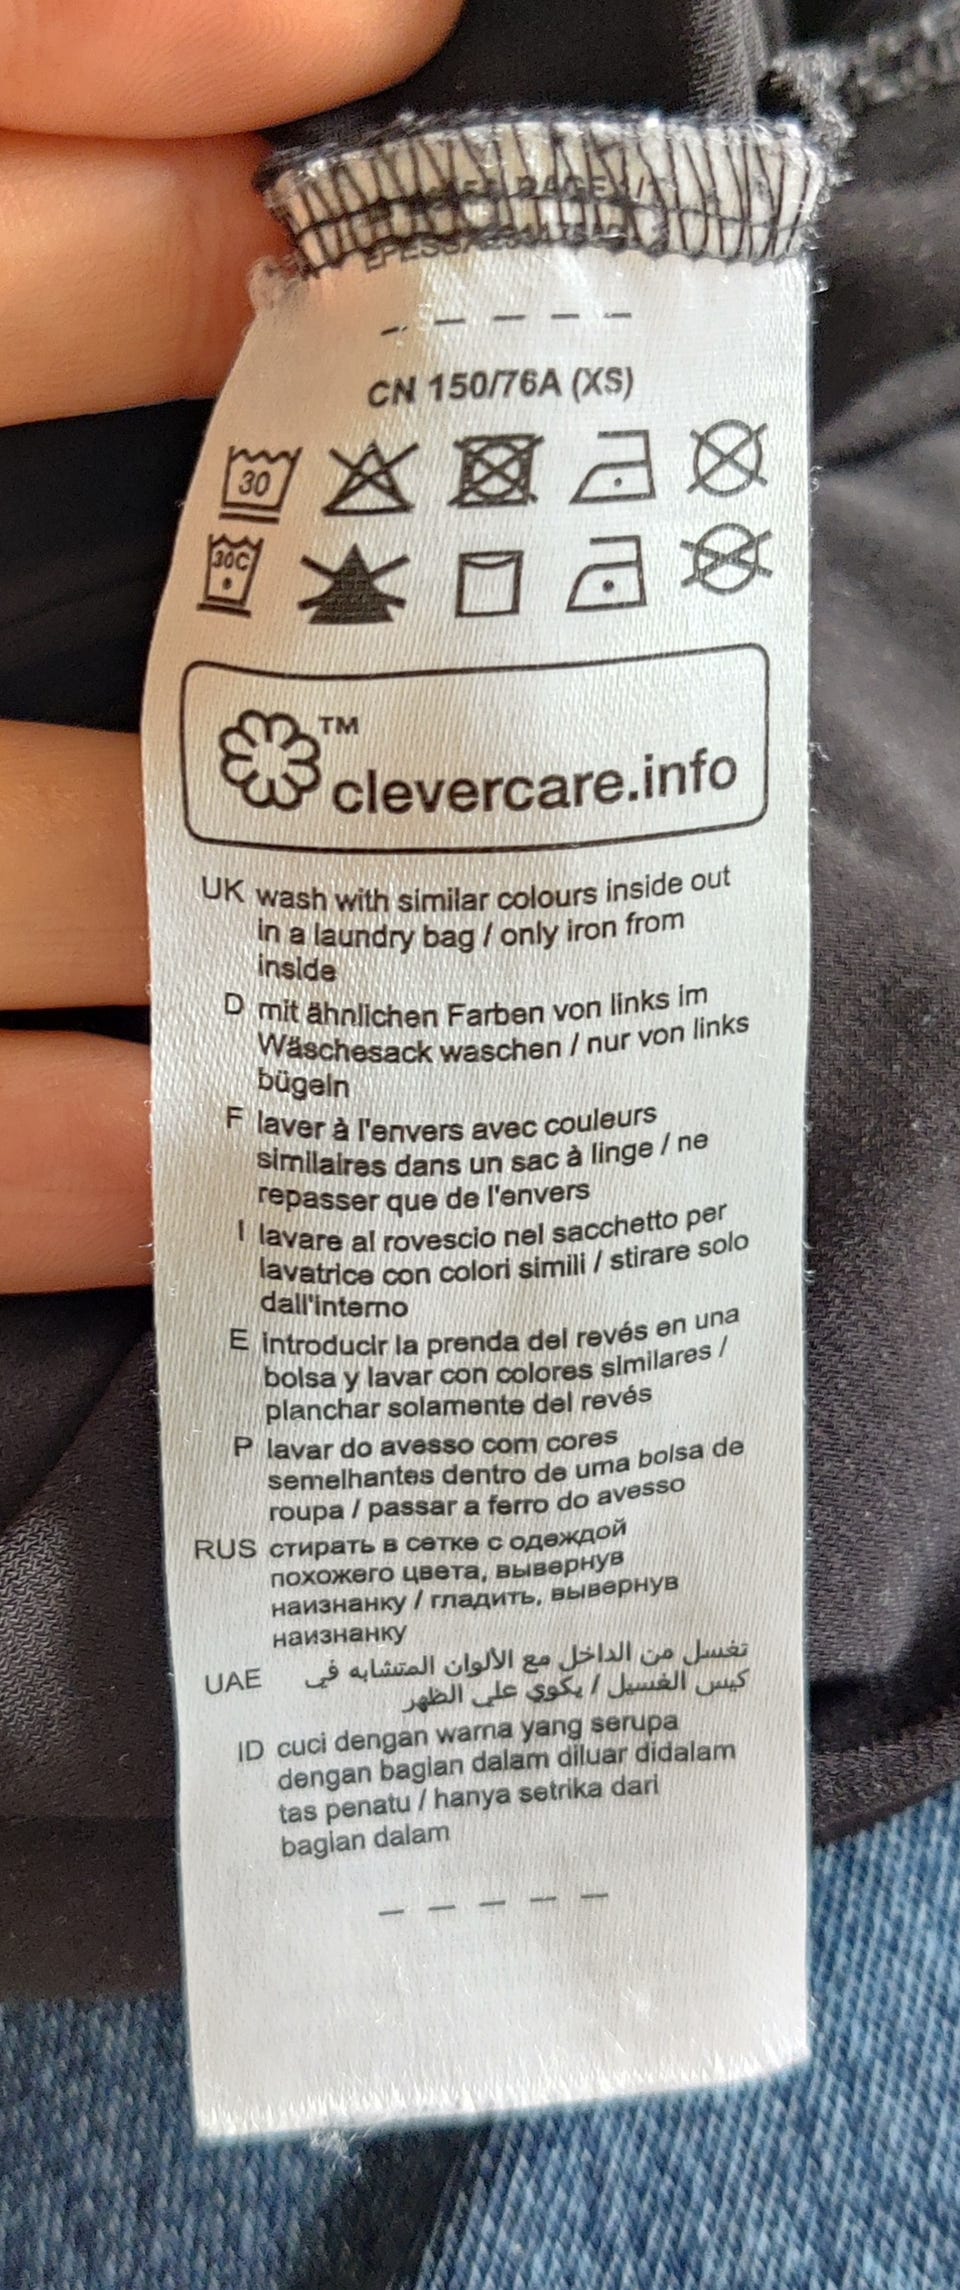 CN 150/76A (XS)
30
30C
TM
clevercare.info
UK wash with similar colours inside out
in a laundry bag / only iron from
inside
D mit ähnlichen Farben von links im
Wäschesack waschen / nur von links
bügeln
F laver à l'envers avec couleurs
similaires dans un sac à linge / ne
repasser que de l'envers
I lavare al rovescio nel sacchetto per
lavatrice con colori simili / stirare solo
dall'interno
E introducir la prenda del revés en una
bolsa y lavar con colores similares /
planchar solamente del revés
P lavar do avesso com cores
semelhantes dentro de uma bolsa de
roupa / passar a ferro do avesso
RUS стирать в сетке с одеждой
похожего цвета, вывернув
наизнанку / гладить, вывернув
наизнанку
UAE تغسل من الداخل مع الألوان المتشابه في
كيس الغسيل / يكوي علي الظهر
ID cuci dengan warna yang serupa
dengan bagian dalam diluar didalam
tas penatu / hanya setrika dari
bagian dalam